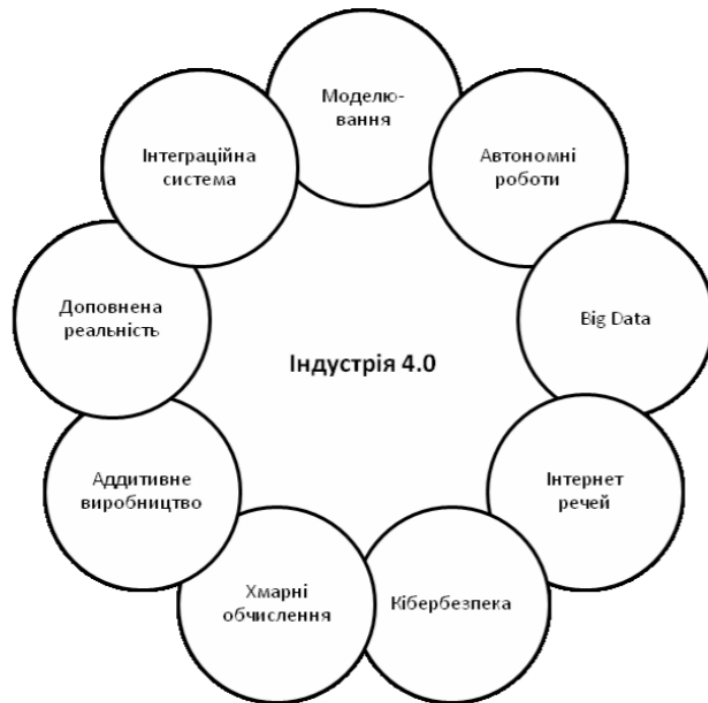 Моделю-
вання
Автономні
роботи
Big Data
Інтернет
речей
Кібербезпека
Хмарні
обчислення
Аддитивне
виробництво
Доповнена
реальність
Інтеграційна
система
Індустрія 4.0